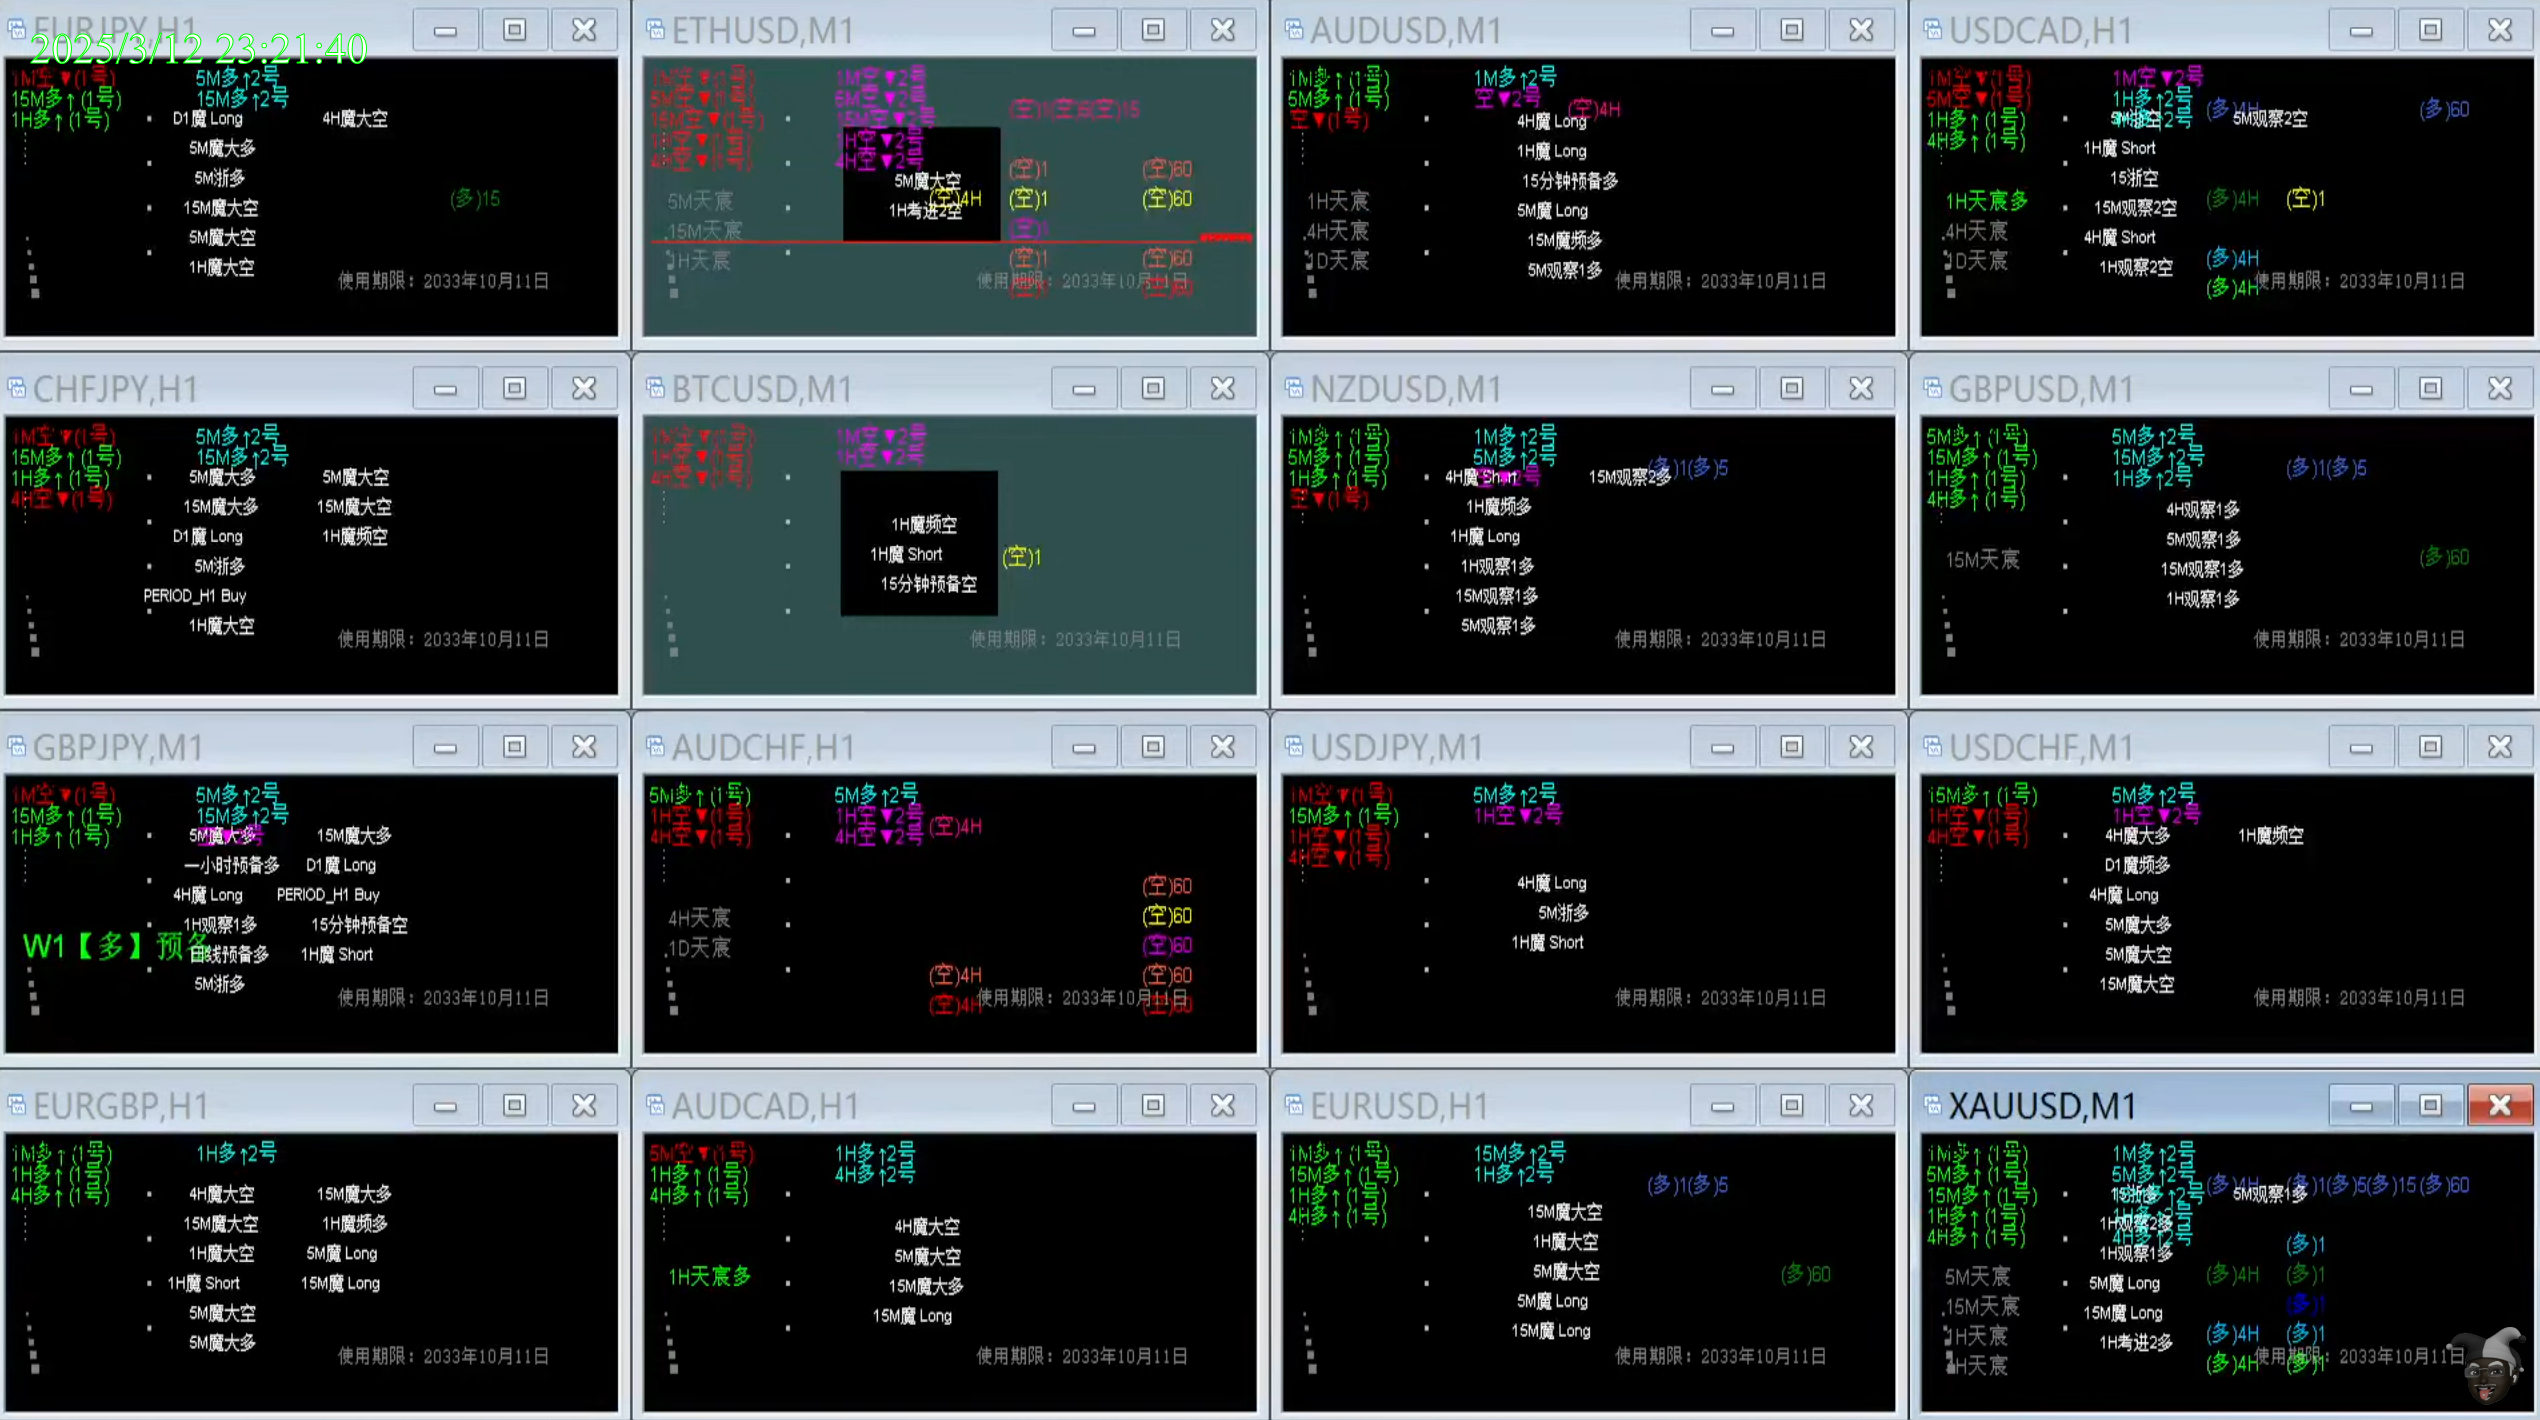 EURJPY,H1
2025/3/12 23:21:40
1M空▼(1号) 5M多↑2号
15M多↑(1号) 15M多↑2号
1H多↑(1号) D1魔 Long 4H魔大空
5M魔大多
5M浙多
15M魔大空 (多)15
5M魔大空
1H魔大空
使用期限：2033年10月11日
ETHUSD,M1
1M空▼(1号) 1M空▼2号
5M空▼(1号) 5M空▼2号 (空)1(空)5(空)15
15M空▼(1号) 15M空▼2号
1H空▼(1号) 1H空▼2号
4H空▼(1号) 4H空▼2号 (空)1 (空)60
5M魔大空
5M天宸 (空)4H (空)1 (空)60
1H考进2空
15M天宸 (空)1
1H天宸 (空)1 (空)60
使用期限：2033年10月11日
AUDUSD,M1
1M多↑(1号) 1M多↑2号
5M多↑(1号) 空▼2号 (空)4H
空▼(1号) 4H魔 Long
1H魔 Long
15分钟预备多
1H天宸 5M魔 Long
4H天宸 15M魔频多
1D天宸 5M观察1多
使用期限：2033年10月11日
USDCAD,H1
1M空▼(1号) 1M空▼2号
5M空▼(1号) 1H多↑2号 (多)4H (多)60
1H多↑(1号) 5M观察2空
4H多↑(1号) 1H魔 Short
15浙空
1H天宸多 15M观察2空 (多)4H (空)1
4H天宸 4H魔 Short
1D天宸 1H观察2空 (多)4H
(多)4H 使用期限：2033年10月11日
CHFJPY,H1
1M空▼(1号) 5M多↑2号
15M多↑(1号) 15M多↑2号
1H多↑(1号) 5M魔大多 5M魔大空
4H空▼(1号) 15M魔大多 15M魔大空
D1魔 Long 1H魔频空
5M浙多
PERIOD_H1 Buy
1H魔大空
使用期限：2033年10月11日
BTCUSD,M1
1M空▼(1号) 1M空▼2号
1H空▼(1号) 1H空▼2号
4H空▼(1号)
1H魔频空
1H魔 Short (空)1
15分钟预备空
使用期限：2033年10月11日
NZDUSD,M1
1M多↑(1号) 1M多↑2号
5M多↑(1号) 5M多↑2号 (多)1(多)5
1H多↑(1号) 4H魔 Short 15M观察2多
空▼(1号) 1H魔频多
1H魔 Long
1H观察1多
15M观察1多
5M观察1多
使用期限：2033年10月11日
GBPUSD,M1
5M多↑(1号) 5M多↑2号
15M多↑(1号) 15M多↑2号 (多)1(多)5
1H多↑(1号) 1H多↑2号
4H多↑(1号) 4H观察1多
5M观察1多
15M天宸 15M观察1多 (多)60
1H观察1多
使用期限：2033年10月11日
GBPJPY,M1
1M空▼(1号) 5M多↑2号
15M多↑(1号) 15M多↑2号
1H多↑(1号) 5M魔大多 15M魔大多
一小时预备多 D1魔 Long
4H魔 Long PERIOD_H1 Buy
1H观察1多 15分钟预备空
W1【多】预备 日线预备多 1H魔 Short
5M浙多
使用期限：2033年10月11日
AUDCHF,H1
5M多↑(1号) 5M多↑2号
1H空▼(1号) 1H空▼2号 (空)4H
4H空▼(1号) 4H空▼2号
(空)60
4H天宸 (空)60
1D天宸 (空)60
(空)4H (空)60
(空)4H 使用期限：2033年10月11日
USDJPY,M1
1M空▼(1号) 5M多↑2号
15M多↑(1号) 1H空▼2号
1H空▼(1号)
4H空▼(1号)
4H魔 Long
5M浙多
1H魔 Short
使用期限：2033年10月11日
USDCHF,M1
15M多↑(1号) 5M多↑2号
1H空▼(1号) 1H空▼2号
4H空▼(1号) 4H魔大多 1H魔频空
D1魔频多
4H魔 Long
5M魔大多
5M魔大空
15M魔大空
使用期限：2033年10月11日
EURGBP,H1
1M多↑(1号) 1H多↑2号
1H多↑(1号)
4H多↑(1号) 4H魔大空 15M魔大多
15M魔大空 1H魔频多
1H魔大空 5M魔 Long
1H魔 Short 15M魔 Long
5M魔大空
5M魔大多
使用期限：2033年10月11日
AUDCAD,H1
5M空▼(1号) 1H多↑2号
1H多↑(1号) 4H多↑2号
4H多↑(1号)
4H魔大空
5M魔大空
1H天宸多 15M魔大多
15M魔 Long
使用期限：2033年10月11日
EURUSD,H1
1M多↑(1号) 15M多↑2号
15M多↑(1号) 1H多↑2号 (多)1(多)5
1H多↑(1号)
4H多↑(1号) 15M魔大空
1H魔大空
5M魔大空 (多)60
5M魔 Long
15M魔 Long
使用期限：2033年10月11日
XAUUSD,M1
1M多↑(1号) 1M多↑2号
5M多↑(1号) 5M多↑2号 (多)4H (多)1(多)5(多)15(多)60
15M多↑(1号) 5M观察1多
1H多↑(1号) 1H观察2多
4H多↑(1号) 4H多↑2号 (多)1
1H观察1多
5M天宸 5M魔 Long (多)4H (多)1
15M天宸 15M魔 Long (多)1
1H天宸 1H考进2多 (多)4H (多)1
4H天宸 (多)4H 使用期限：2033年10月11日